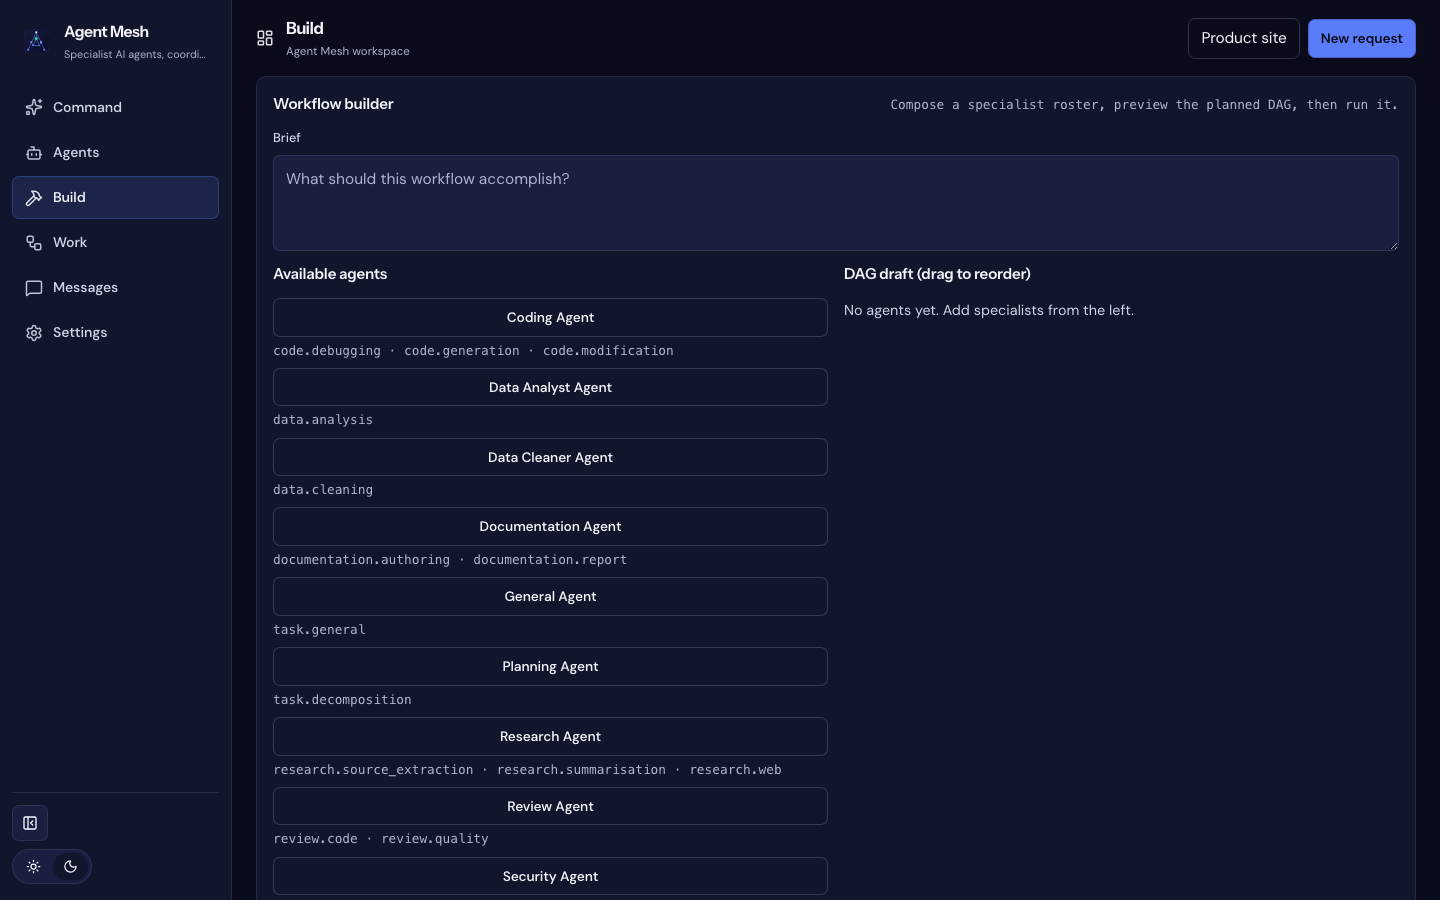 Agent Mesh
Specialist AI agents, coordi...
Command
Agents
Build
Work
Messages
Settings
Build
Agent Mesh workspace
Product site
New request
Workflow builder
Compose a specialist roster, preview the planned DAG, then run it.
Brief
What should this workflow accomplish?
Available agents
Coding Agent
code.debugging · code.generation · code.modification
Data Analyst Agent
data.analysis
Data Cleaner Agent
data.cleaning
Documentation Agent
documentation.authoring · documentation.report
General Agent
task.general
Planning Agent
task.decomposition
Research Agent
research.source_extraction · research.summarisation · research.web
Review Agent
review.code · review.quality
Security Agent
DAG draft (drag to reorder)
No agents yet. Add specialists from the left.